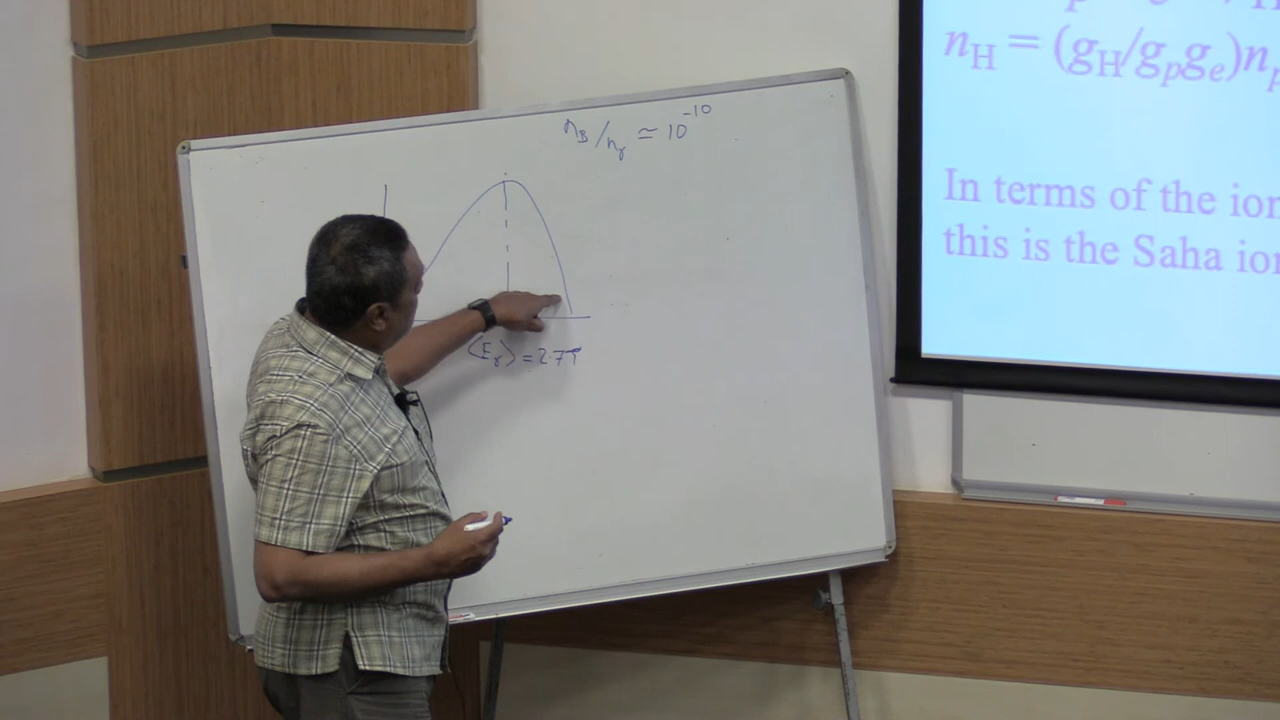 n_B/n_γ ≃ 10^-10
⟨E_γ⟩ = 2.7T
n_H = (g_H/g_p g_e)n_p
In terms of the ion
this is the Saha ion